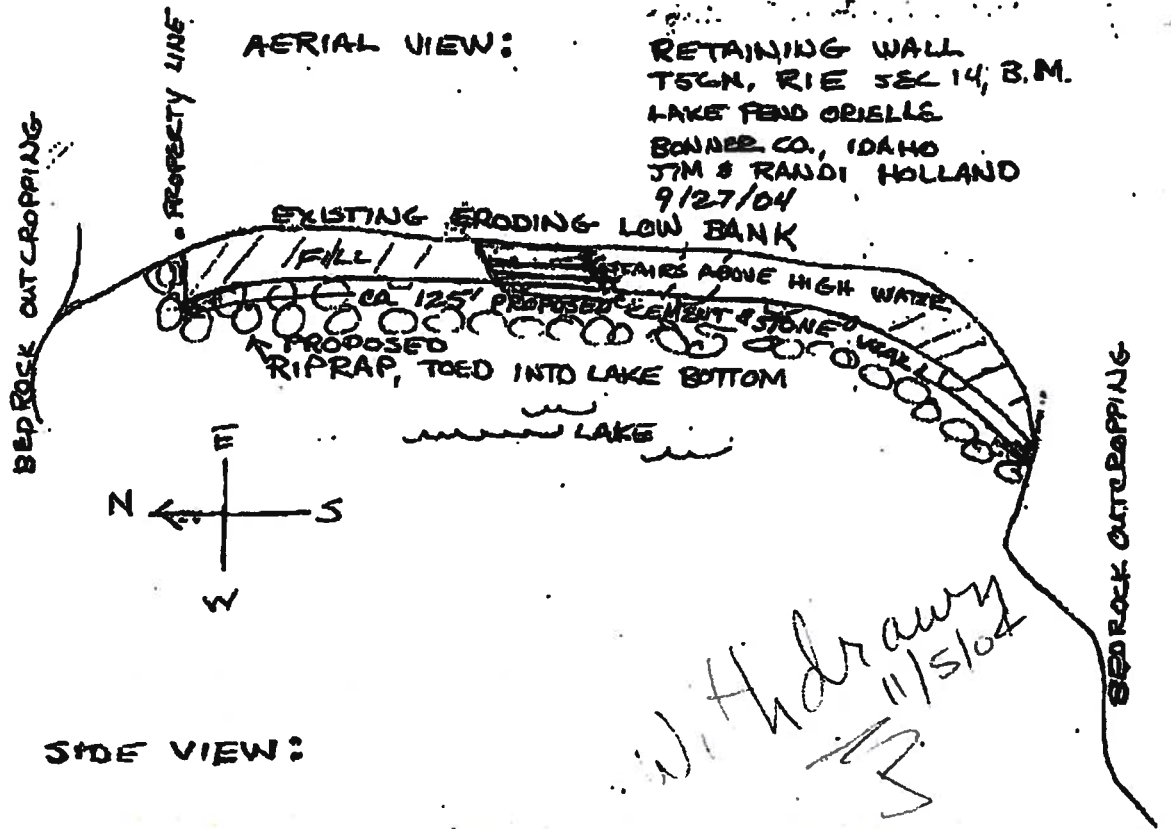 AERIAL VIEW:
RETAINING WALL
T56N, R1E SEC 14, B.M.
LAKE PEND ORIELLE
BONNER CO., IDAHO
JIM & RANDI HOLLAND
9/27/04
PROPERTY LINE
BEDROCK OUTCROPPING
EXISTING ERODING LOW BANK
FILL
STAIRS ABOVE HIGH WATER
CA 125' PROPOSED CEMENT & STONE WALL
PROPOSED
RIPRAP, TOED INTO LAKE BOTTOM
LAKE
E
N
S
W
BEDROCK OUTCROPPING
Withdrawn
11/5/04
SIDE VIEW: